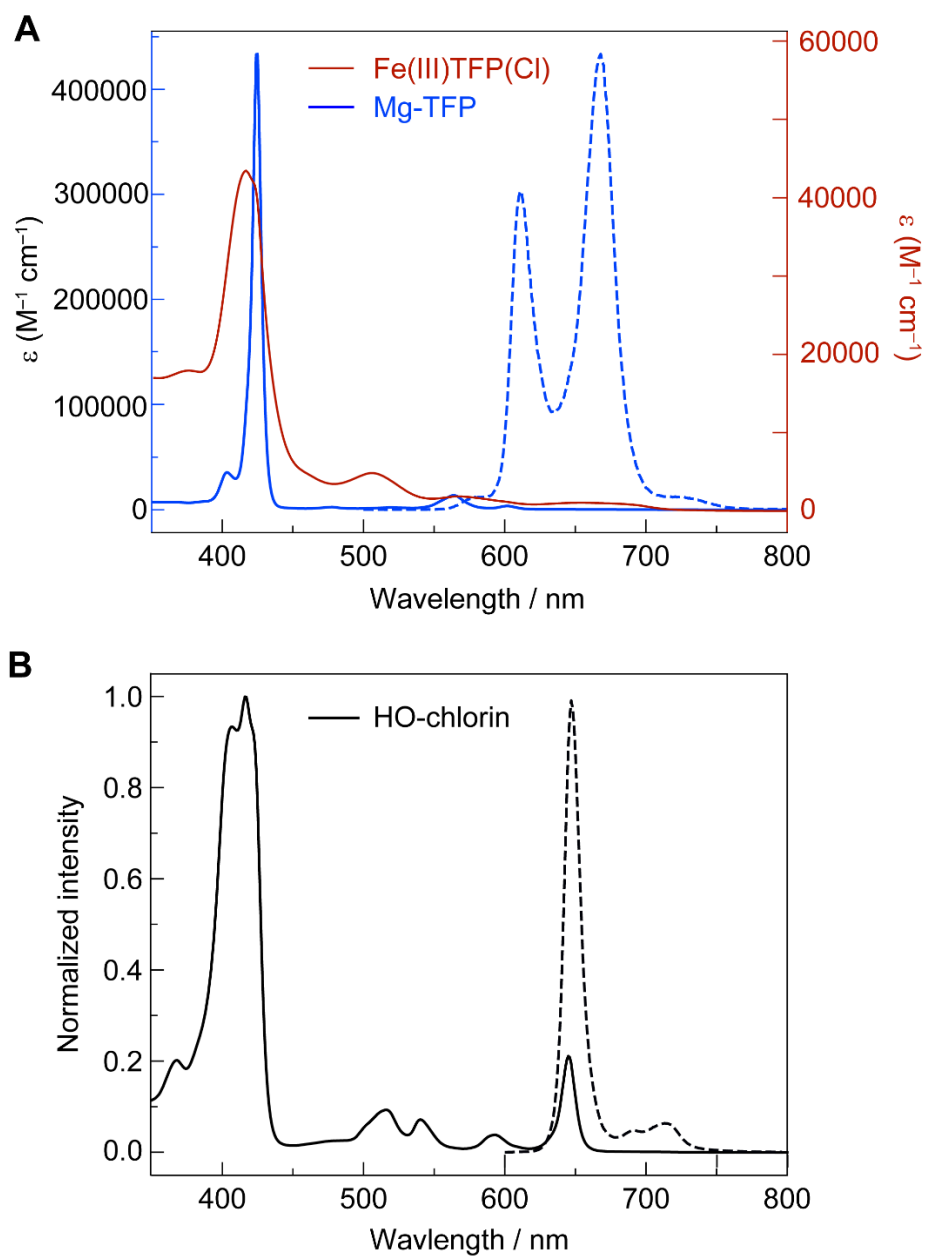 A
Fe(III)TFP(Cl)
Mg-TFP
400000
300000
200000
100000
0
ε (M⁻¹ cm⁻¹)
60000
40000
20000
0
ε (M⁻¹ cm⁻¹)
400 500 600 700 800
Wavelength / nm
B
HO-chlorin
1.0
0.8
0.6
0.4
0.2
0.0
Normalized intensity
400 500 600 700 800
Wavlength / nm